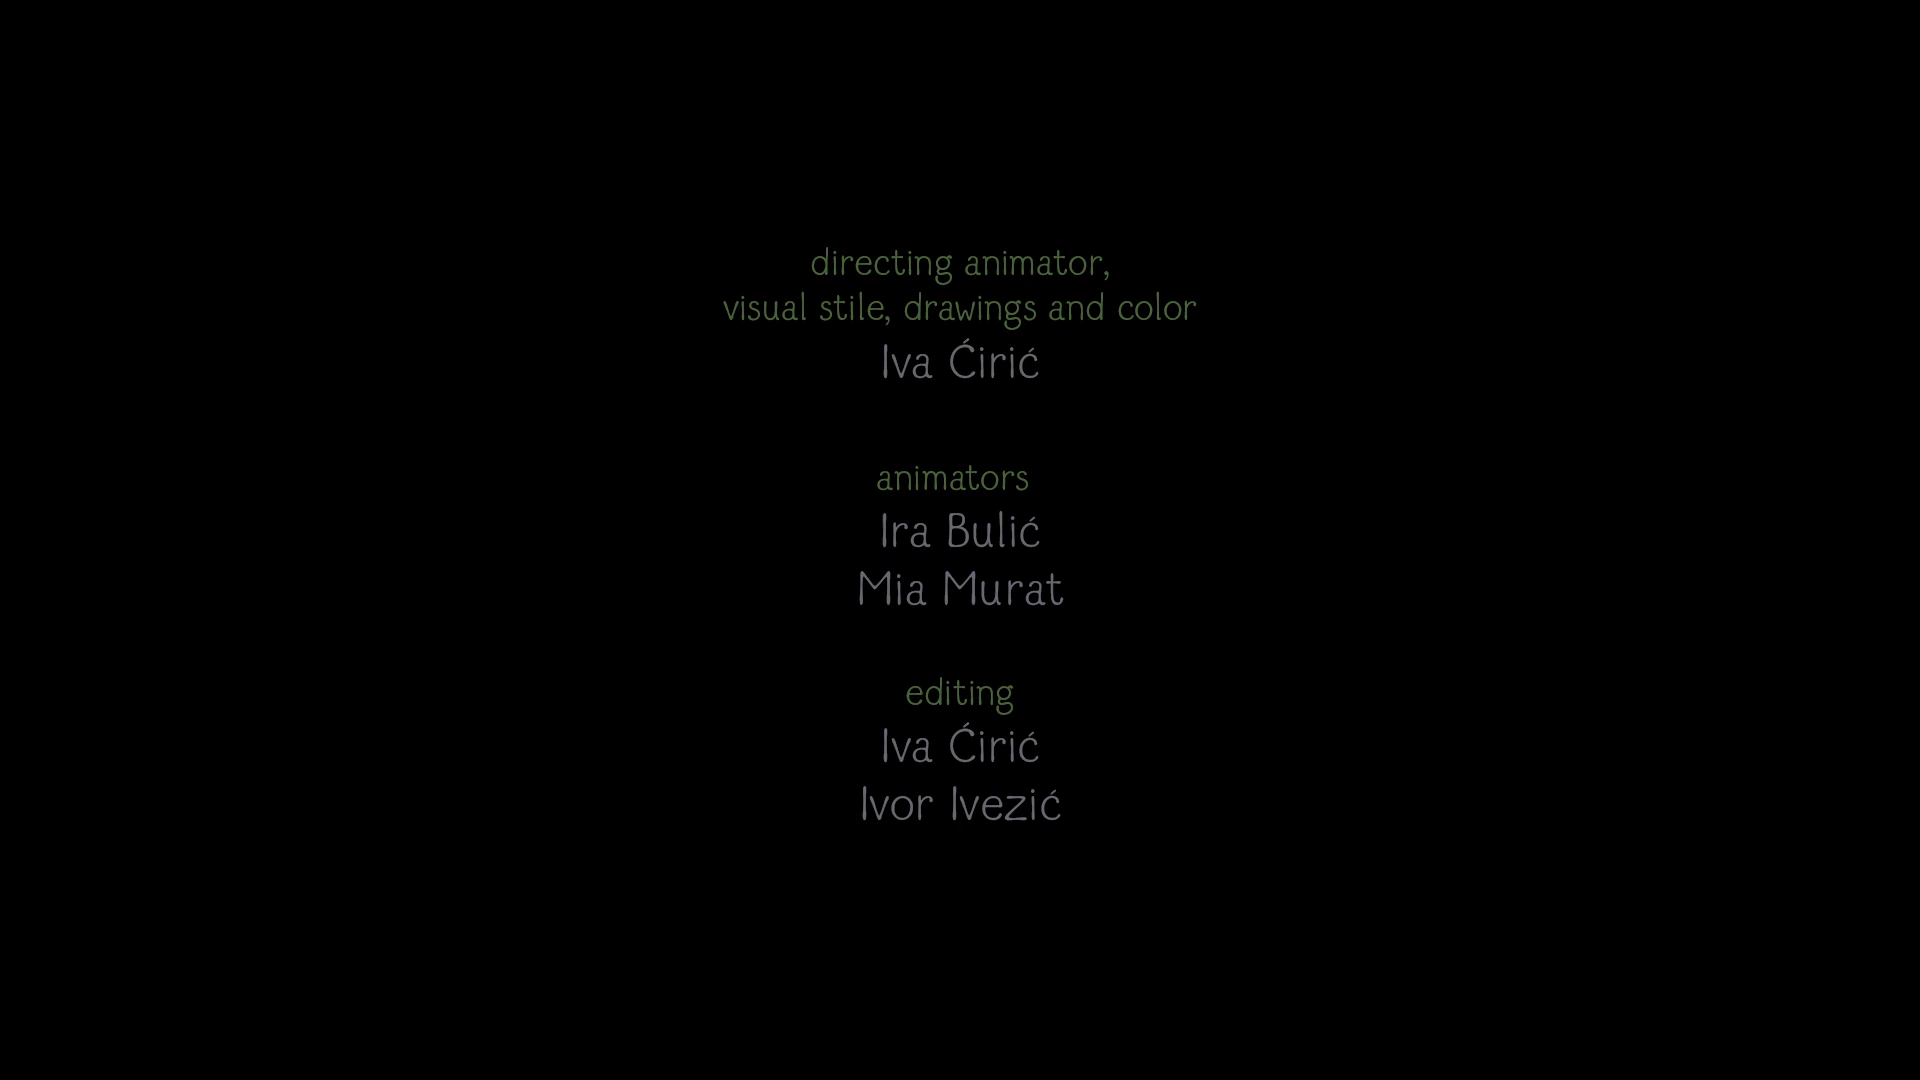 directing animator,
visual stile, drawings and color
Iva Ćirić
animators
Ira Bulić
Mia Murat
editing
Iva Ćirić
Ivor Ivezić